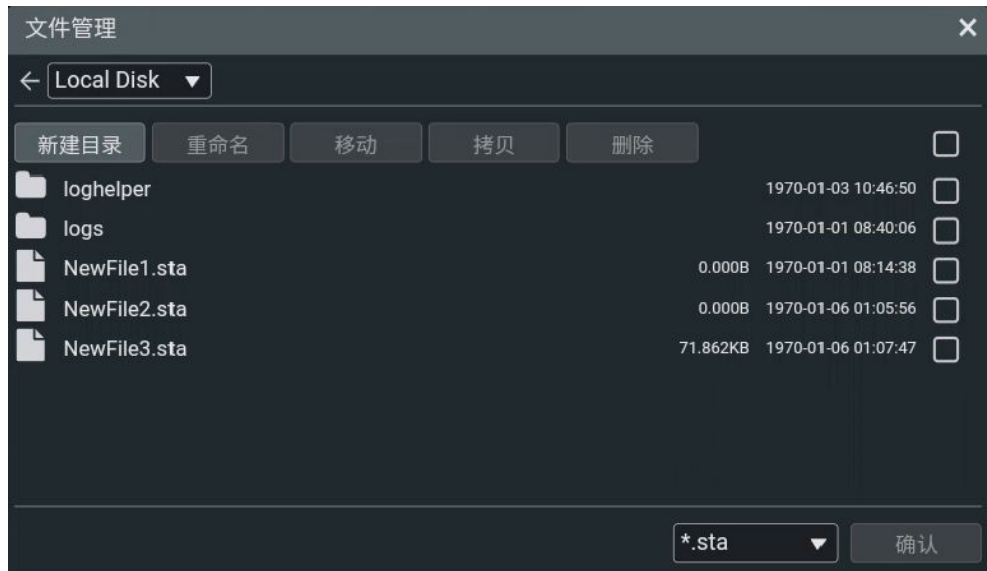 文件管理
Local Disk
新建目录 重命名 移动 拷贝 删除
loghelper 1970-01-03 10:46:50
logs 1970-01-01 08:40:06
NewFile1.sta 0.000B 1970-01-01 08:14:38
NewFile2.sta 0.000B 1970-01-06 01:05:56
NewFile3.sta 71.862KB 1970-01-06 01:07:47
*.sta 确认